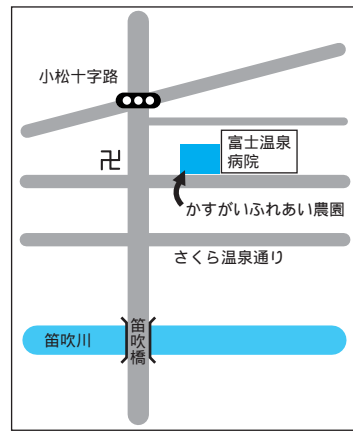 小松十字路
富士温泉
病院
卍
かすがいふれあい農園
さくら温泉通り
笛吹川
笛吹橋